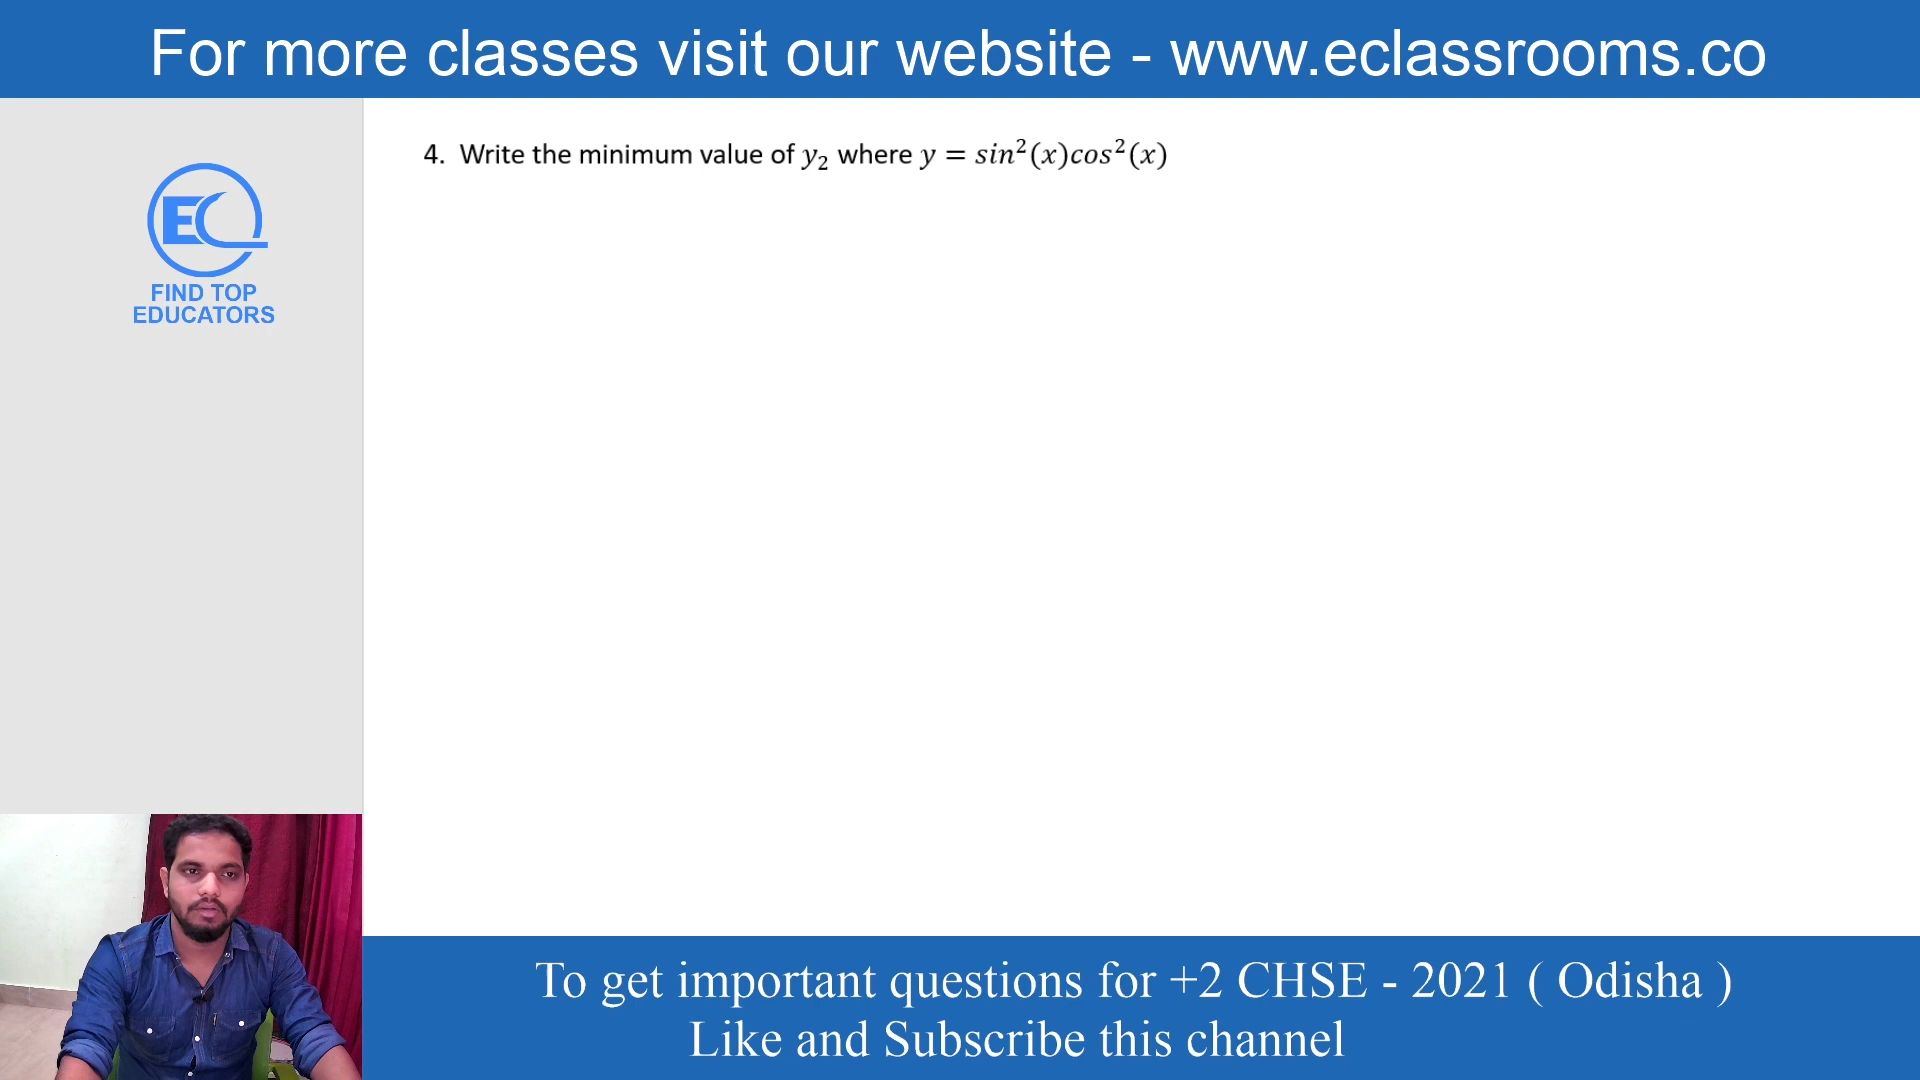 For more classes visit our website - www.eclassrooms.co
4. Write the minimum value of y₂ where y = sin²(x)cos²(x)
EC
FIND TOP
EDUCATORS
To get important questions for +2 CHSE - 2021 ( Odisha )
Like and Subscribe this channel